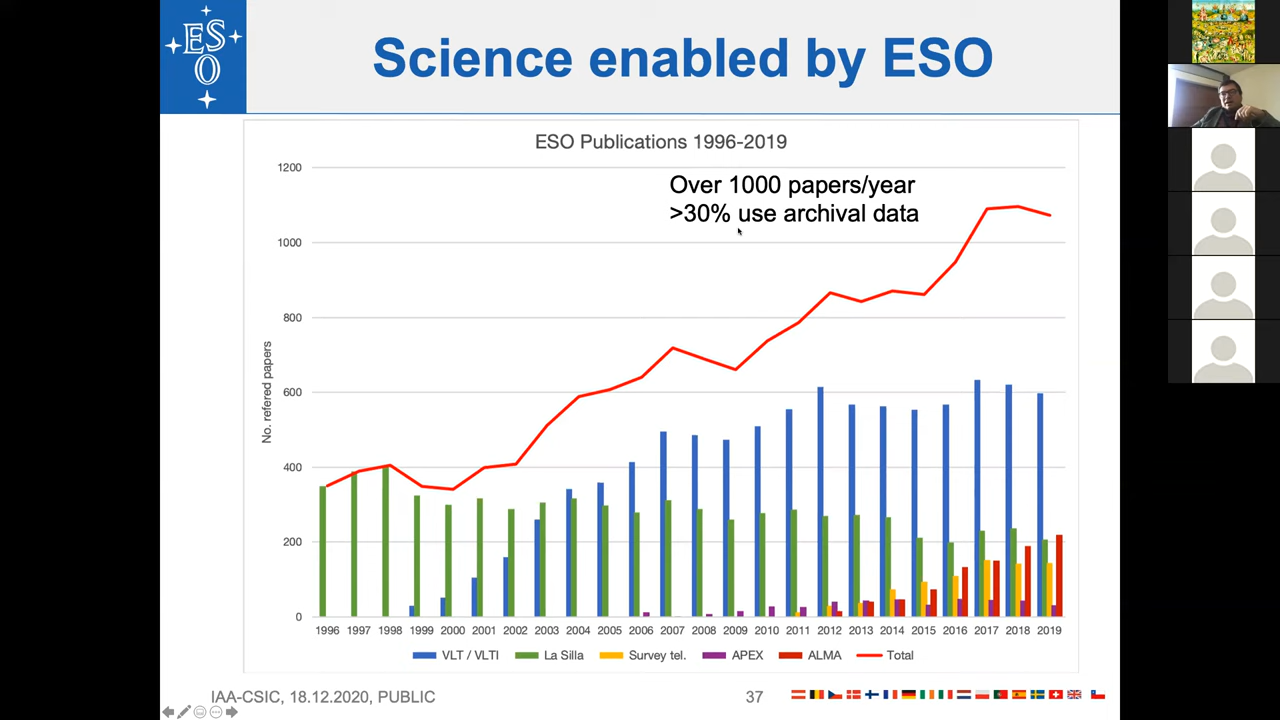 ES
O
Science enabled by ESO
ESO Publications 1996-2019
Over 1000 papers/year
>30% use archival data
No. referred papers
1200
1000
800
600
400
200
0
1996 1997 1998 1999 2000 2001 2002 2003 2004 2005 2006 2007 2008 2009 2010 2011 2012 2013 2014 2015 2016 2017 2018 2019
VLT / VLTI La Silla Survey tel. APEX ALMA Total
IAA-CSIC, 18.12.2020, PUBLIC
37